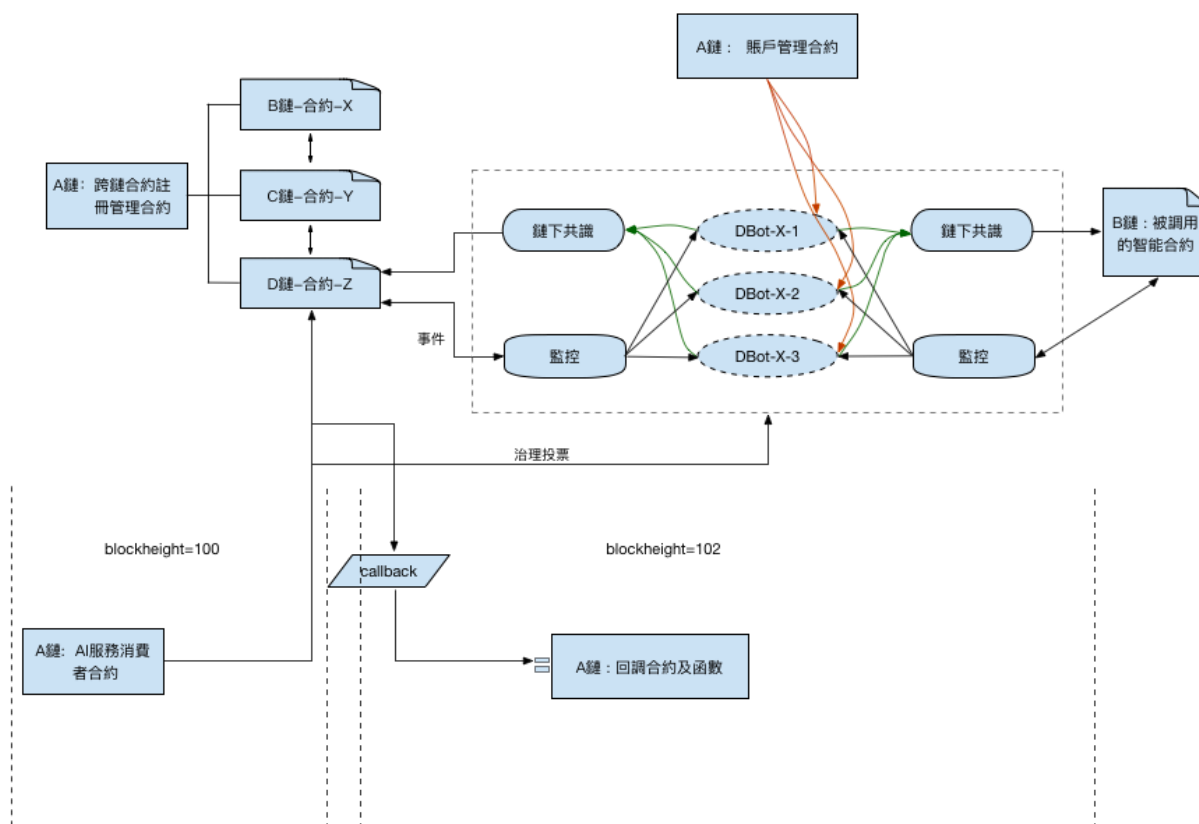 A鏈： 賬戶管理合約
B鏈–合約–X
A鏈: 跨鏈合約註
冊管理合約
C鏈–合約–Y
D鏈–合約–Z
鏈下共識
DBot-X-1
鏈下共識
B鏈：被調用
的智能合約
DBot-X-2
事件
監控
DBot-X-3
監控
治理投票
blockheight=100
blockheight=102
callback
A鏈: AI服務消費
者合約
A鏈：回調合約及函數